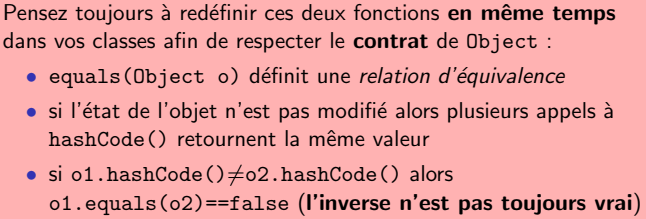 Pensez toujours à redéfinir ces deux fonctions en même temps
dans vos classes afin de respecter le contrat de Object :
• equals(Object o) définit une relation d'équivalence
• si l'état de l'objet n'est pas modifié alors plusieurs appels à
hashCode() retournent la même valeur
• si o1.hashCode()≠o2.hashCode() alors
o1.equals(o2)==false (l'inverse n'est pas toujours vrai)